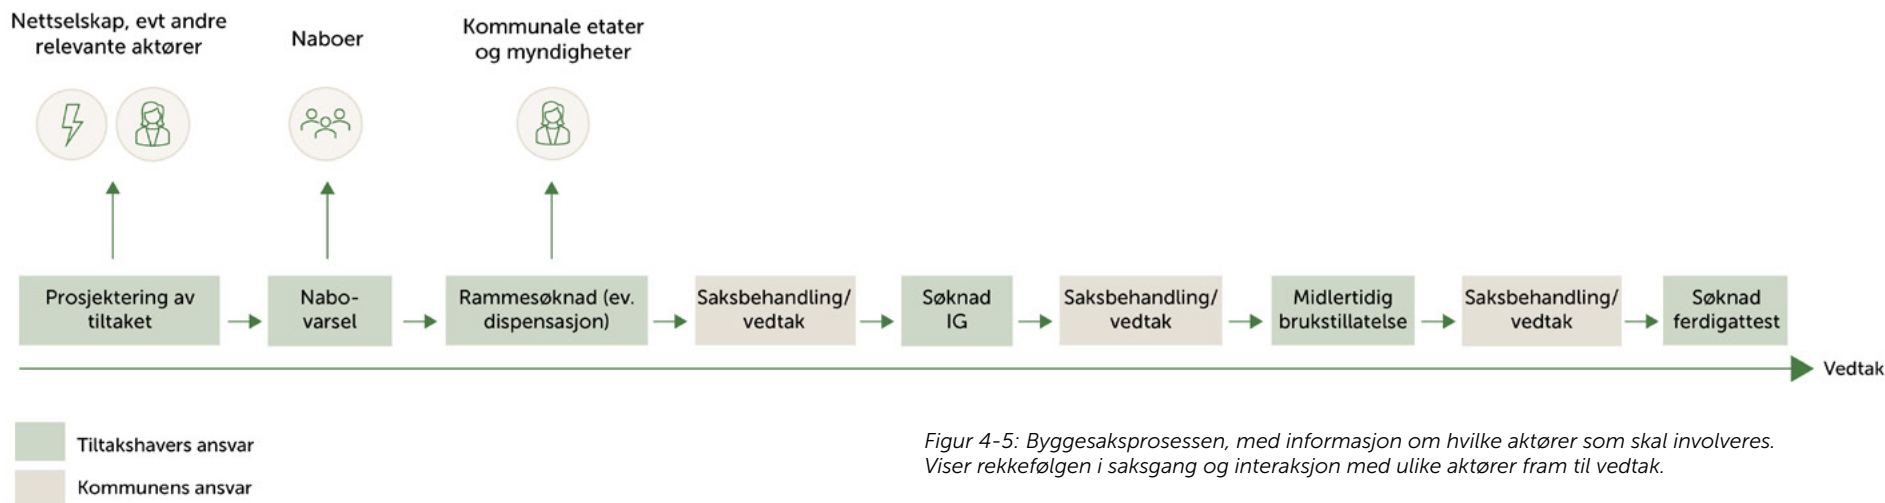 Nettselskap, evt andre
relevante aktører
Naboer
Kommunale etater
og myndigheter
Prosjektering av
tiltaket
Nabo-
varsel
Rammesøknad (ev.
dispensasjon)
Saksbehandling/
vedtak
Søknad
IG
Saksbehandling/
vedtak
Midlertidig
brukstillatelse
Saksbehandling/
vedtak
Søknad
ferdigattest
Vedtak
Tiltakshavers ansvar
Kommunens ansvar
Figur 4-5: Byggesaksprosessen, med informasjon om hvilke aktører som skal involveres.
Viser rekkefølgen i saksgang og interaksjon med ulike aktører fram til vedtak.